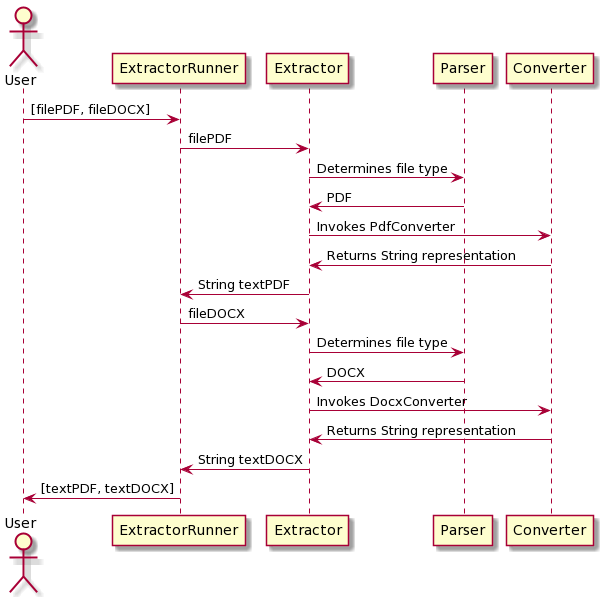 User
ExtractorRunner
Extractor
Parser
Converter
[filePDF, fileDOCX]
filePDF
Determines file type
PDF
Invokes PdfConverter
Returns String representation
String textPDF
fileDOCX
Determines file type
DOCX
Invokes DocxConverter
Returns String representation
String textDOCX
[textPDF, textDOCX]
User
ExtractorRunner
Extractor
Parser
Converter